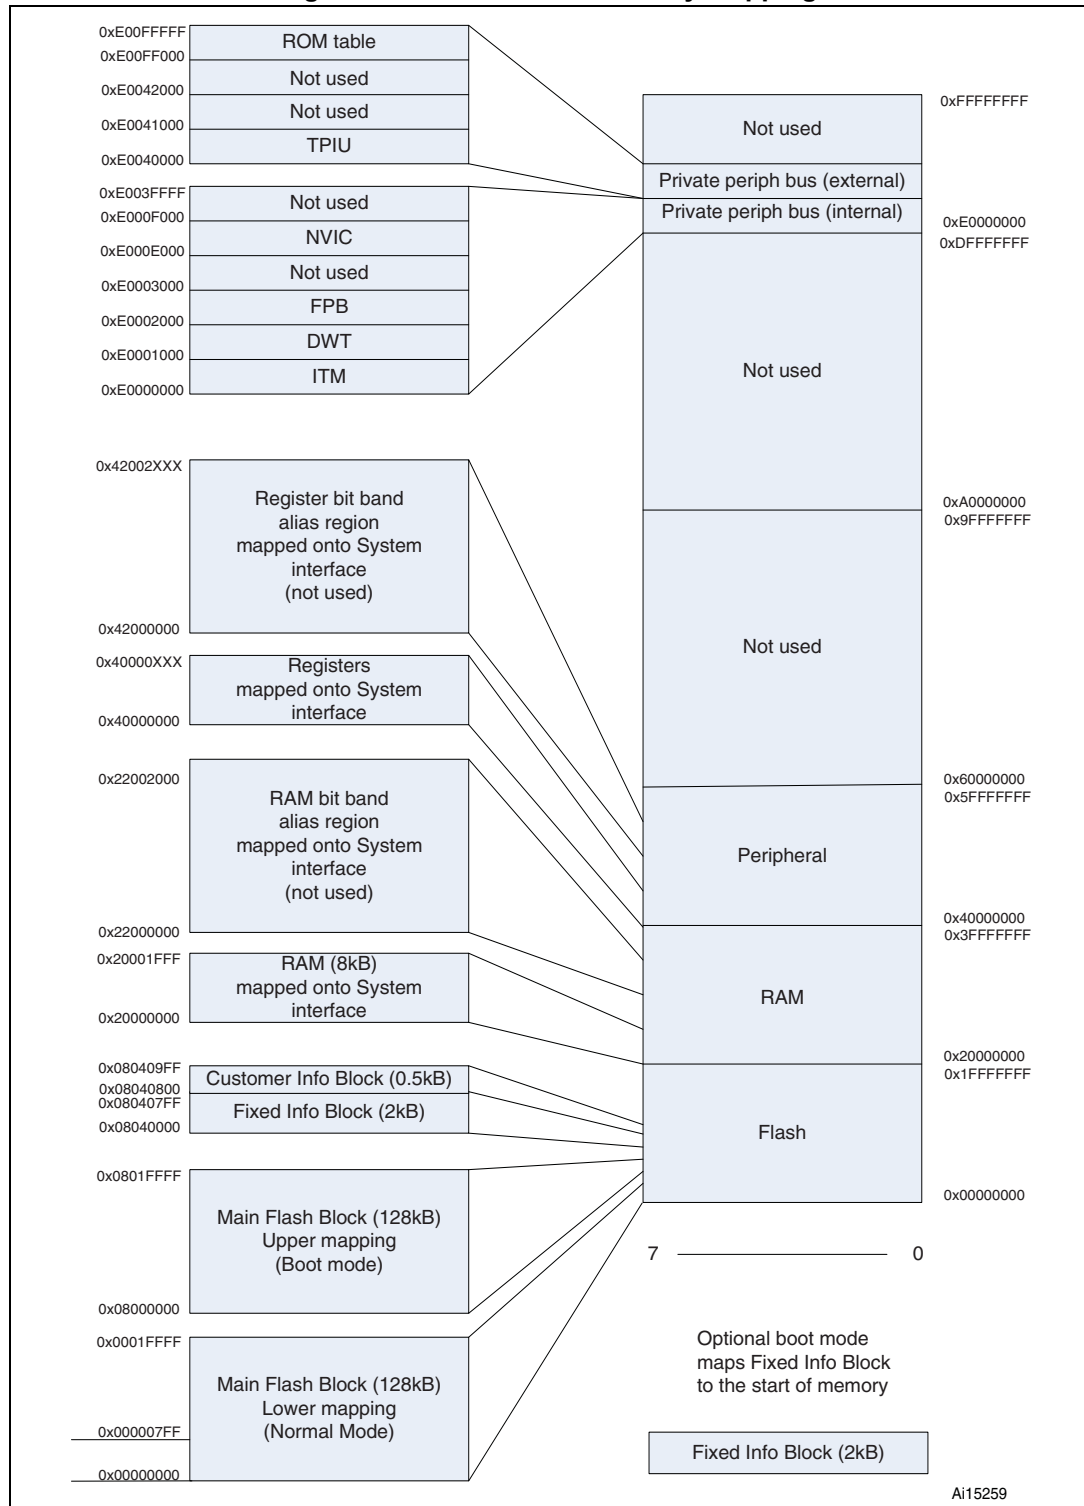 0xE00FFFFF
ROM table
0xE00FF000
Not used
0xE0042000
Not used
0xE0041000
TPIU
0xE0040000
0xE003FFFF
Not used
0xE000F000
NVIC
0xE000E000
Not used
0xE0003000
FPB
0xE0002000
DWT
0xE0001000
ITM
0xE0000000
0x42002XXX
Register bit band
alias region
mapped onto System
interface
(not used)
0x42000000
0x40000XXX
Registers
mapped onto System
interface
0x40000000
0x22002000
RAM bit band
alias region
mapped onto System
interface
(not used)
0x22000000
0x20001FFF
RAM (8kB)
mapped onto System
interface
0x20000000
0x080409FF
Customer Info Block (0.5kB)
0x08040800
0x080407FF
Fixed Info Block (2kB)
0x08040000
0x0801FFFF
Main Flash Block (128kB)
Upper mapping
(Boot mode)
0x08000000
0x0001FFFF
Main Flash Block (128kB)
Lower mapping
(Normal Mode)
0x000007FF
0x00000000
0xFFFFFFFF
Not used
Private periph bus (external)
Private periph bus (internal)
0xE0000000
0xDFFFFFFF
Not used
0xA0000000
0x9FFFFFFF
Not used
0x60000000
0x5FFFFFFF
Peripheral
0x40000000
0x3FFFFFFF
RAM
0x20000000
0x1FFFFFFF
Flash
0x00000000
7 0
Optional boot mode
maps Fixed Info Block
to the start of memory
Fixed Info Block (2kB)
Ai15259